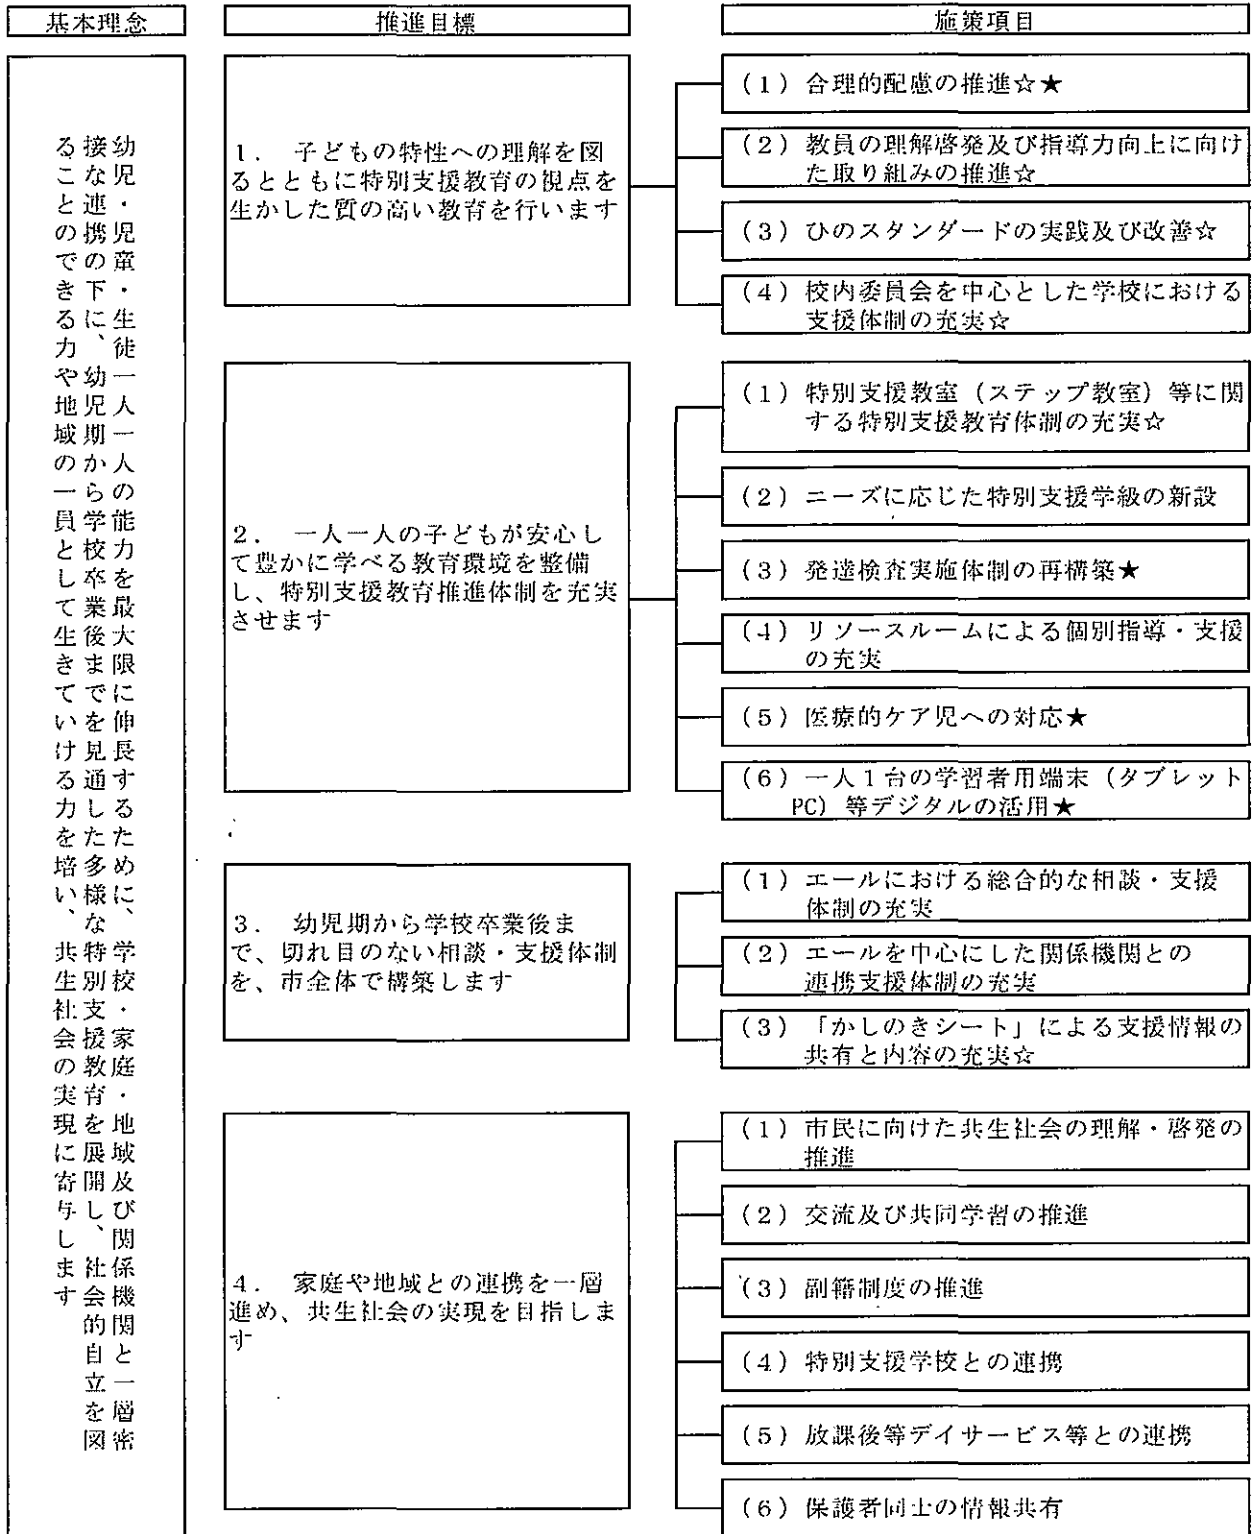 基本理念
推進目標
施策項目
幼児・児童・生徒一人一人の能力を最大限に伸長するために、学校・家庭・地域及び関係機関と一層密
接な連携の下に、幼児期から学校卒業後までを見通した多様な特別支援教育を展開し、社会的自立を図
ることのできる力や地域の一員として生きていける力を培い、共生社会の実現に寄与します
1. 子どもの特性への理解を図
るとともに特別支援教育の視点を
生かした質の高い教育を行います
(1) 合理的配慮の推進☆★
(2) 教員の理解啓発及び指導力向上に向け
た取り組みの推進☆
(3) ひのスタンダードの実践及び改善☆
(4) 校内委員会を中心とした学校における
支援体制の充実☆
2. 一人一人の子どもが安心し
て豊かに学べる教育環境を整備
し、特別支援教育推進体制を充実
させます
(1) 特別支援教室（ステップ教室）等に関
する特別支援教育体制の充実☆
(2) ニーズに応じた特別支援学級の新設
(3) 発達検査実施体制の再構築★
(4) リソースルームによる個別指導・支援
の充実
(5) 医療的ケア児への対応★
(6) 一人1台の学習者用端末（タブレット
PC）等デジタルの活用★
3. 幼児期から学校卒業後ま
で、切れ目のない相談・支援体制
を、市全体で構築します
(1) エールにおける総合的な相談・支援
体制の充実
(2) エールを中心にした関係機関との
連携支援体制の充実
(3) 「かしのきシート」による支援情報の
共有と内容の充実☆
4. 家庭や地域との連携を一層
進め、共生社会の実現を目指しま
す
(1) 市民に向けた共生社会の理解・啓発の
推進
(2) 交流及び共同学習の推進
(3) 副籍制度の推進
(4) 特別支援学校との連携
(5) 放課後等デイサービス等との連携
(6) 保護者同士の情報共有